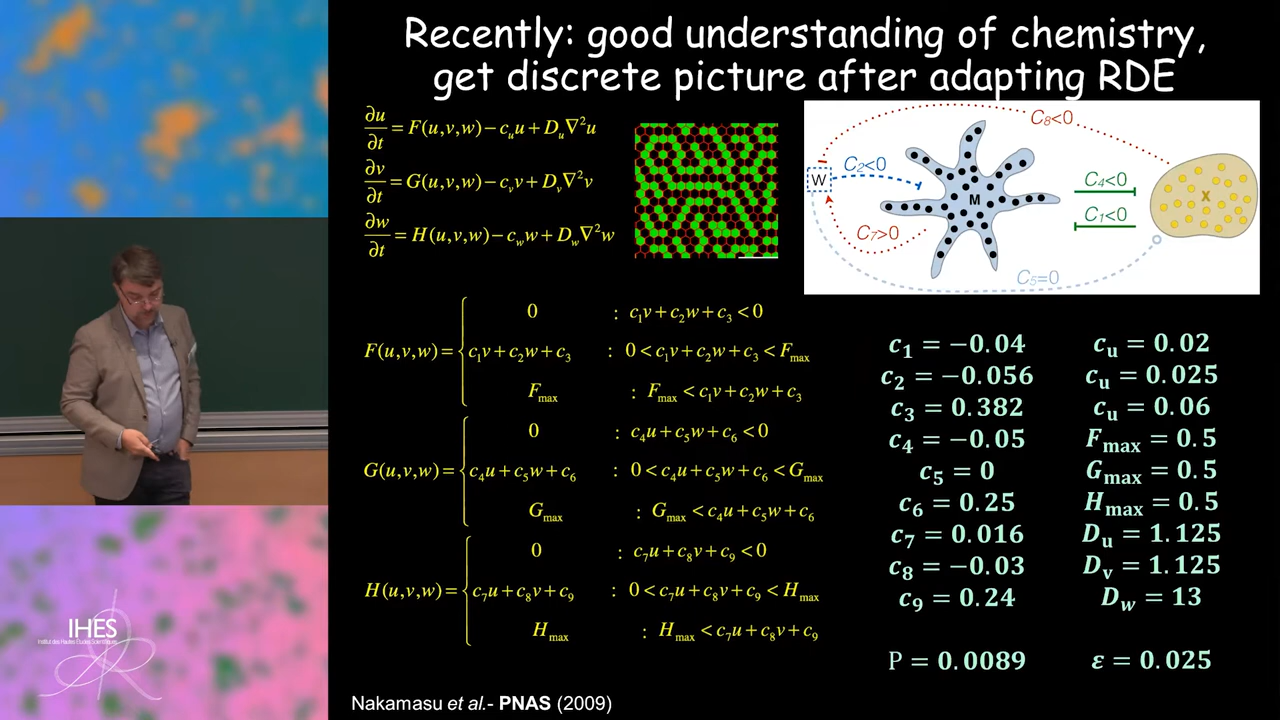 Recently: good understanding of chemistry,
get discrete picture after adapting RDE
∂u/∂t = F(u,v,w) − c_u u + D_u ∇²u
∂v/∂t = G(u,v,w) − c_v v + D_v ∇²v
∂w/∂t = H(u,v,w) − c_w w + D_w ∇²w
C₈<0
W
C₂<0
M
C₇>0
C₄<0
C₁<0
X
C₅=0
0 : c₁v + c₂w + c₃ < 0
F(u,v,w) = { c₁v + c₂w + c₃ : 0 < c₁v + c₂w + c₃ < F_max
F_max : F_max < c₁v + c₂w + c₃
0 : c₄u + c₅w + c₆ < 0
G(u,v,w) = { c₄u + c₅w + c₆ : 0 < c₄u + c₅w + c₆ < G_max
G_max : G_max < c₄u + c₅w + c₆
0 : c₇u + c₈v + c₉ < 0
H(u,v,w) = { c₇u + c₈v + c₉ : 0 < c₇u + c₈v + c₉ < H_max
H_max : H_max < c₇u + c₈v + c₉
c₁ = −0.04
c₂ = −0.056
c₃ = 0.382
c₄ = −0.05
c₅ = 0
c₆ = 0.25
c₇ = 0.016
c₈ = −0.03
c₉ = 0.24
P = 0.0089
c_u = 0.02
c_u = 0.025
c_u = 0.06
F_max = 0.5
G_max = 0.5
H_max = 0.5
D_u = 1.125
D_v = 1.125
D_w = 13
ε = 0.025
Nakamasu et al.- PNAS (2009)
IHES
Institut des Hautes Études Scientifiques